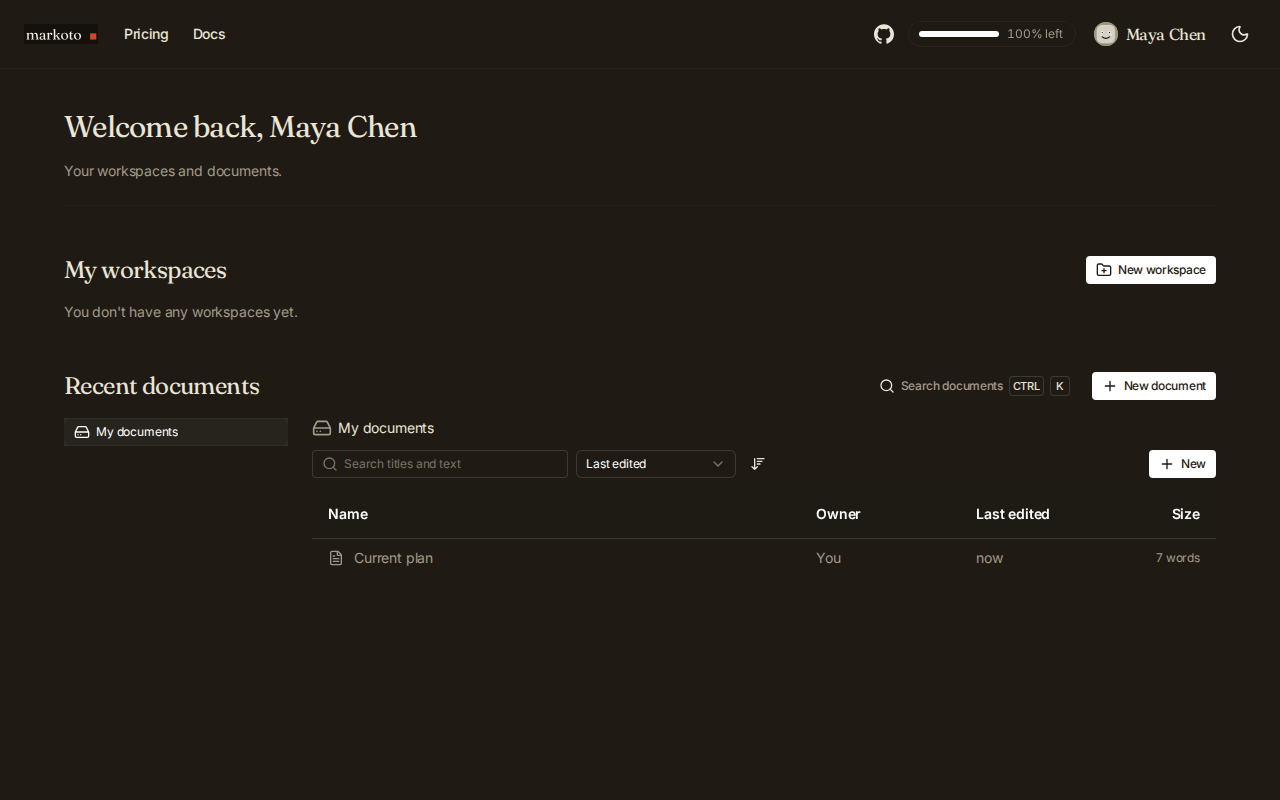 markoto
Pricing
Docs
100% left
Maya Chen
Welcome back, Maya Chen
Your workspaces and documents.
My workspaces
New workspace
You don't have any workspaces yet.
Recent documents
Search documents CTRL K
New document
My documents
My documents
Search titles and text
Last edited
New
Name Owner Last edited Size
Current plan You now 7 words